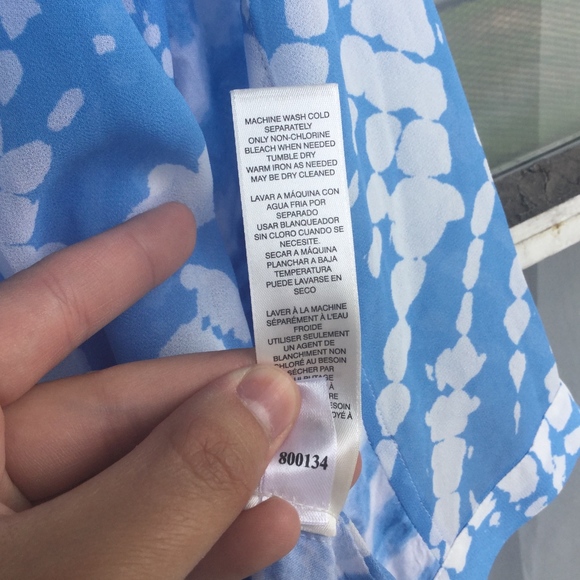 MACHINE WASH COLD
SEPARATELY
ONLY NON-CHLORINE
BLEACH WHEN NEEDED
TUMBLE DRY
WARM IRON AS NEEDED
MAY BE DRY CLEANED
LAVAR A MÁQUINA CON
AGUA FRIA POR
SEPARADO
USAR BLANQUEADOR
SIN CLORO CUANDO SE
NECESITE.
SECAR A MÁQUINA
PLANCHAR A BAJA
TEMPERATURA
PUEDE LAVARSE EN
SECO
LAVER À LA MACHINE
SÉPARÉMENT À L'EAU
FROIDE
UTILISER SEULEMENT
UN AGENT DE
BLANCHIMENT NON
CHLORÉ AU BESOIN
SÉCHER PAR
À
800134